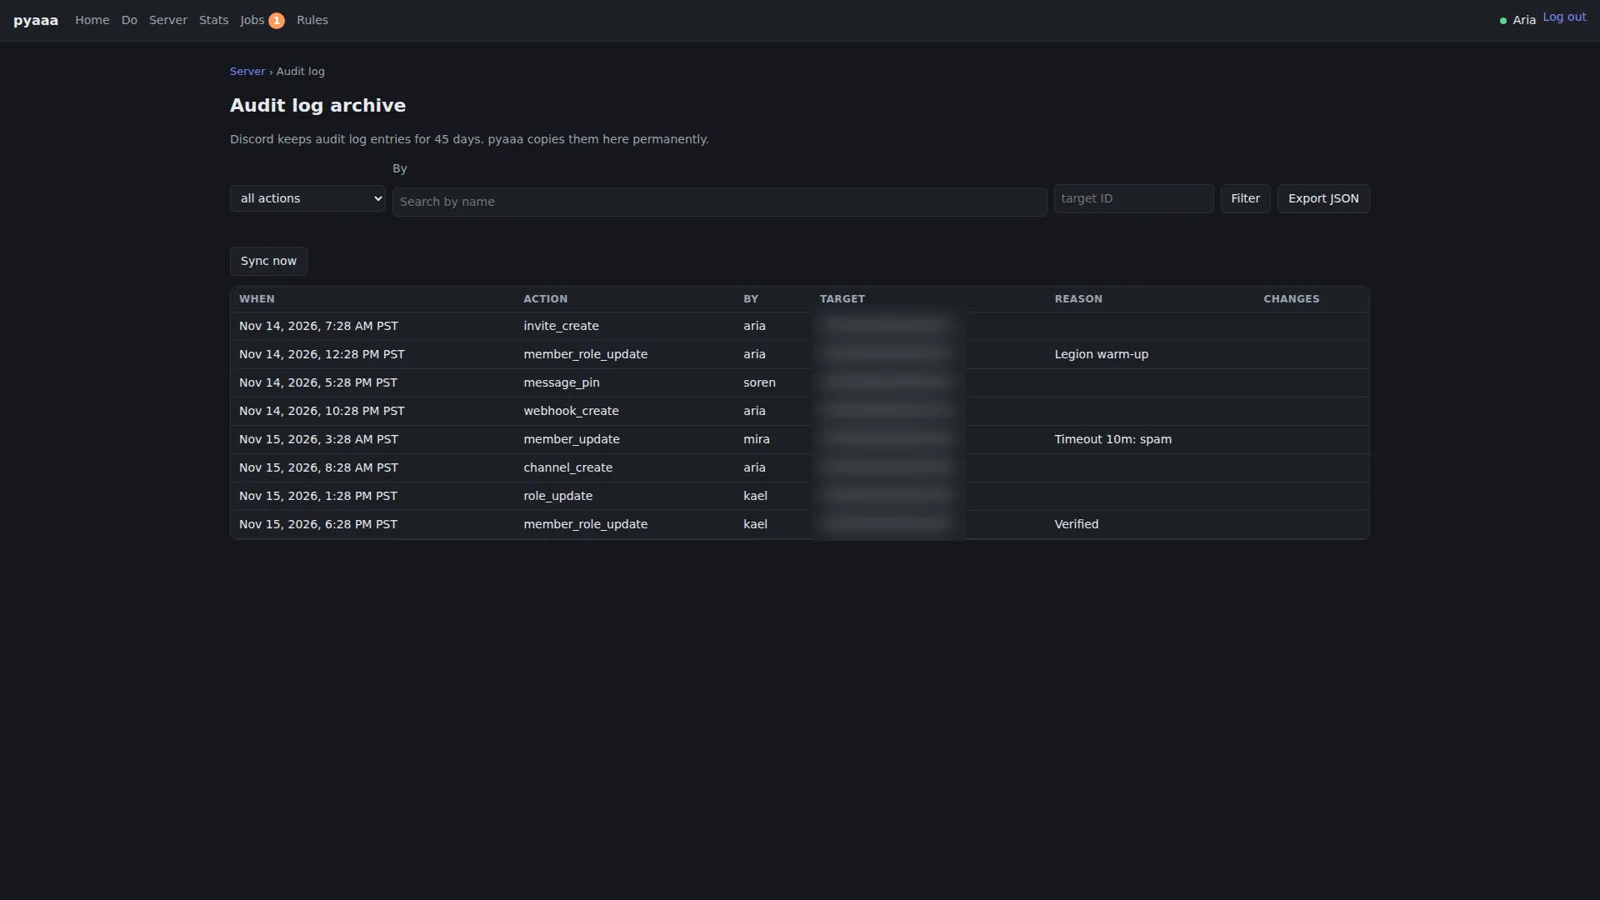 pyaaa Home Do Server Stats Jobs 1 Rules Aria Log out
Server › Audit log
Audit log archive
Discord keeps audit log entries for 45 days. pyaaa copies them here permanently.
By
all actions Search by name target ID Filter Export JSON
Sync now
WHEN ACTION BY TARGET REASON CHANGES
Nov 14, 2026, 7:28 AM PST invite_create aria
Nov 14, 2026, 12:28 PM PST member_role_update aria Legion warm-up
Nov 14, 2026, 5:28 PM PST message_pin soren
Nov 14, 2026, 10:28 PM PST webhook_create aria
Nov 15, 2026, 3:28 AM PST member_update mira Timeout 10m: spam
Nov 15, 2026, 8:28 AM PST channel_create aria
Nov 15, 2026, 1:28 PM PST role_update kael
Nov 15, 2026, 6:28 PM PST member_role_update kael Verified